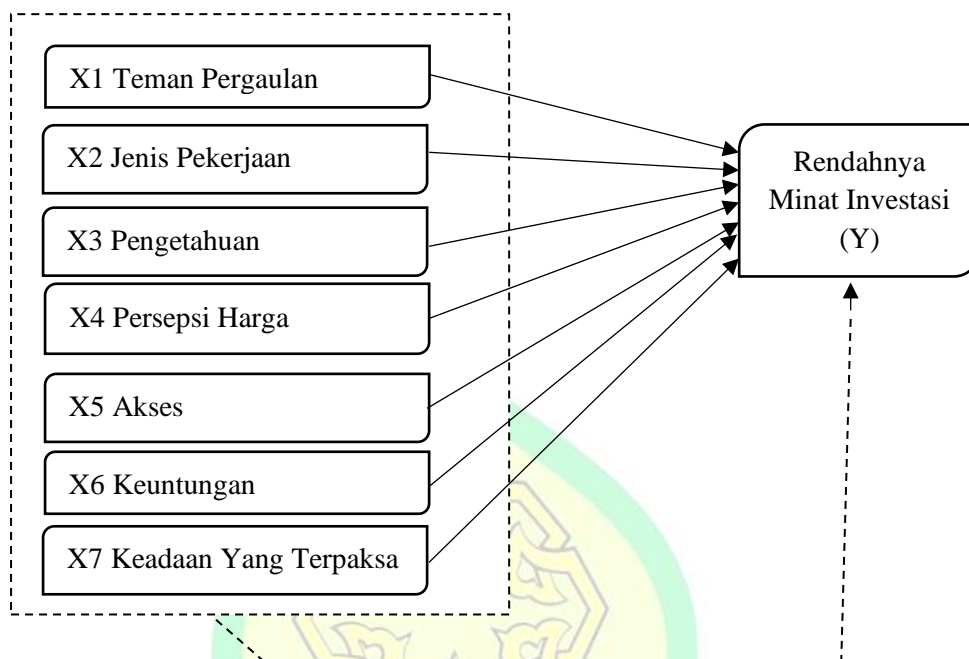 X1 Teman Pergaulan
X2 Jenis Pekerjaan
X3 Pengetahuan
X4 Persepsi Harga
X5 Akses
X6 Keuntungan
X7 Keadaan Yang Terpaksa
Rendahnya
Minat Investasi
(Y)